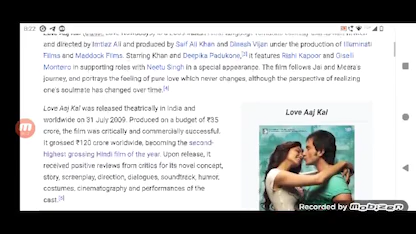 8:22
and directed by Imtiaz Ali and produced by Saif Ali Khan and Dinesh Vijan under the production of Illuminati
Films and Maddock Films. Starring Khan and Deepika Padukone,[2] it features Rishi Kapoor and Giselli
Monteiro in supporting roles with Neetu Singh in a special appearance. The film follows Jai and Meera's
journey, and portrays the feeling of pure love which never changes, although the perspective of realizing
one's soulmate has changed over time.[4]
Love Aaj Kal was released theatrically in India and
worldwide on 31 July 2009. Produced on a budget of ₹35
crore, the film was critically and commercially successful.
It grossed ₹120 crore worldwide, becoming the second-
highest grossing Hindi film of the year. Upon release, it
received positive reviews from critics for its novel concept,
story, screenplay, direction, dialogues, soundtrack, humor,
costumes, cinematography and performances of the
cast.[5]
Love Aaj Kal
Recorded by
Mobizen